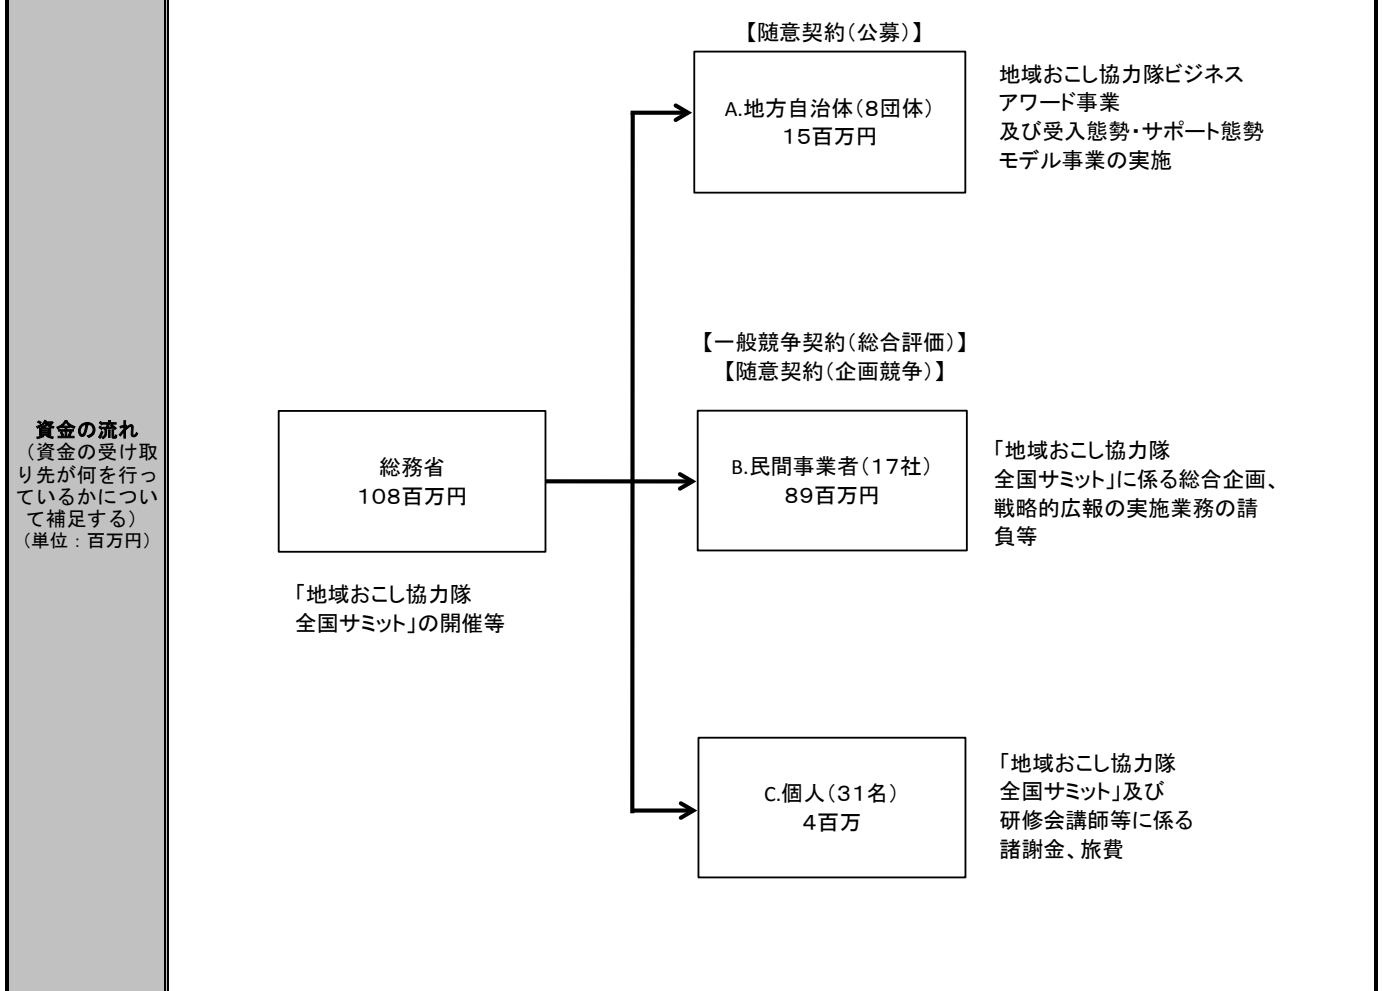 資金の流れ
（資金の受け取
り先が何を行っ
ているかについ
て補足する）
（単位：百万円）
総務省
108百万円
「地域おこし協力隊
全国サミット」の開催等
【随意契約（公募）】
A.地方自治体（8団体）
15百万円
地域おこし協力隊ビジネス
アワード事業
及び受入態勢・サポート態勢
モデル事業の実施
【一般競争契約（総合評価）】
【随意契約（企画競争）】
B.民間事業者（17社）
89百万円
「地域おこし協力隊
全国サミット」に係る総合企画、
戦略的広報の実施業務の請
負等
C.個人（31名）
4百万
「地域おこし協力隊
全国サミット」及び
研修会講師等に係る
諸謝金、旅費